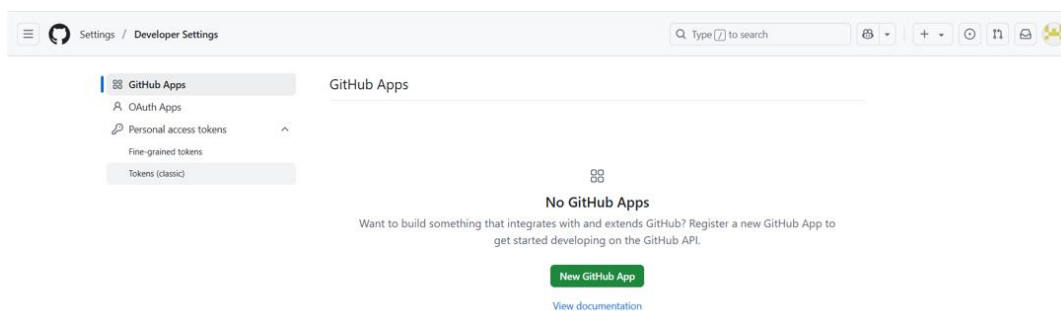 Settings / Developer Settings
Type / to search
GitHub Apps
OAuth Apps
Personal access tokens
Fine-grained tokens
Tokens (classic)
GitHub Apps
No GitHub Apps
Want to build something that integrates with and extends GitHub? Register a new GitHub App to
get started developing on the GitHub API.
New GitHub App
View documentation